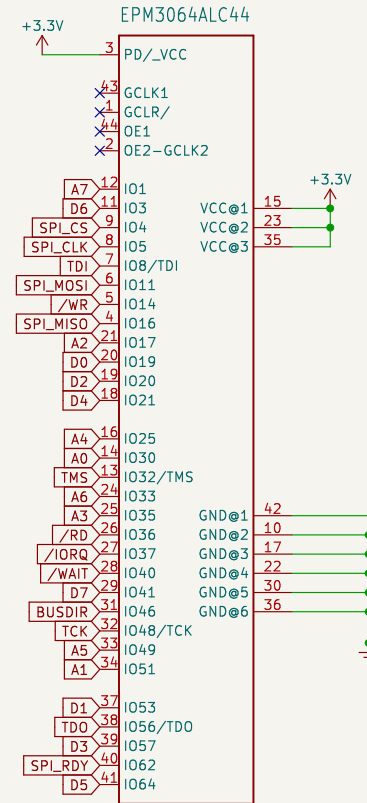 EPM3064ALC44
+3.3V
3 PD/_VCC
43 GCLK1
1 GCLR/
44 OE1
2 OE2-GCLK2
+3.3V
A7 12 IO1
D6 11 IO3 VCC@1 15
SPI_CS 9 IO4 VCC@2 23
SPI_CLK 8 IO5 VCC@3 35
TDI 7 IO8/TDI
SPI_MOSI 6 IO11
/WR 5 IO14
SPI_MISO 4 IO16
A2 21 IO17
D0 20 IO19
D2 19 IO20
D4 18 IO21
A4 16 IO25
A0 14 IO30
TMS 13 IO32/TMS
A6 24 IO33
A3 25 IO35 GND@1 42
/RD 26 IO36 GND@2 10
/IORQ 27 IO37 GND@3 17
/WAIT 28 IO40 GND@4 22
D7 29 IO41 GND@5 30
BUSDIR 31 IO46 GND@6 36
TCK 32 IO48/TCK
A5 33 IO49
A1 34 IO51
D1 37 IO53
TDO 38 IO56/TDO
D3 39 IO57
SPI_RDY 40 IO62
D5 41 IO64